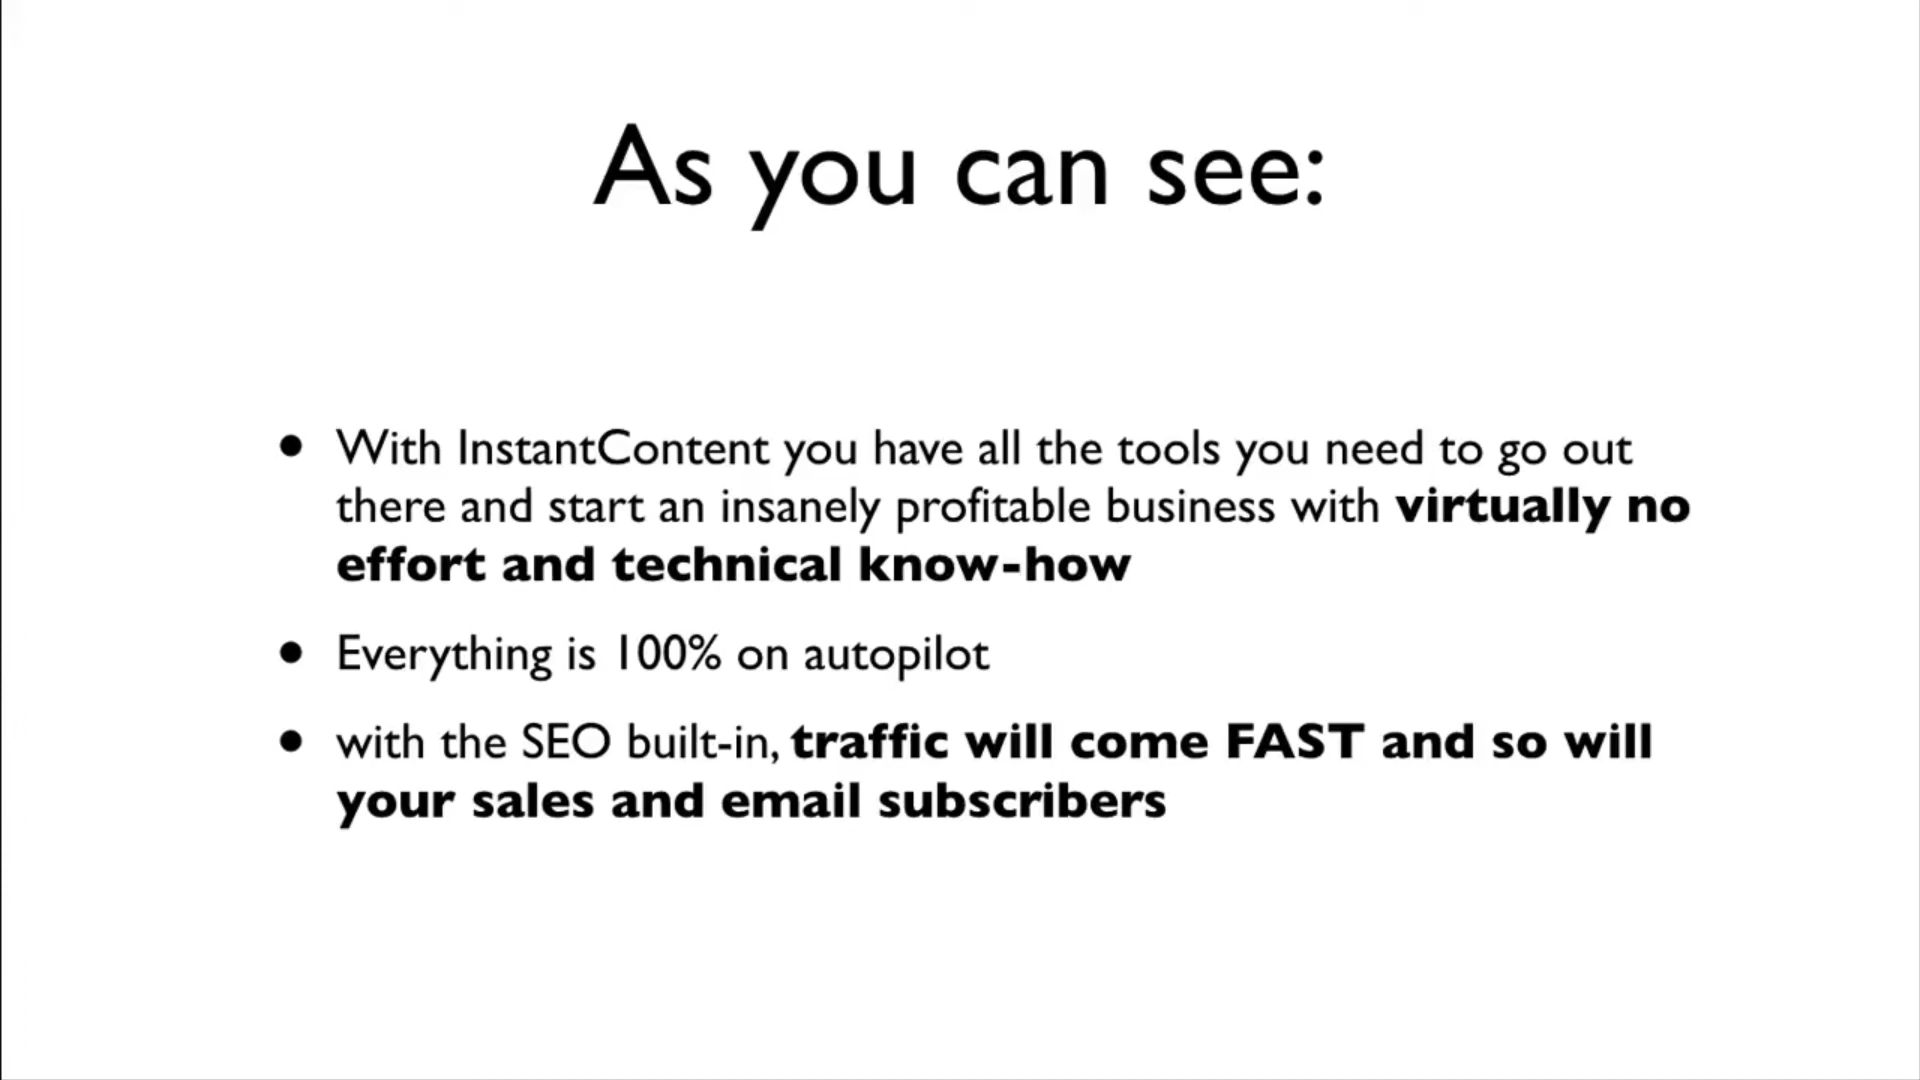 As you can see:
• With InstantContent you have all the tools you need to go out
there and start an insanely profitable business with virtually no
effort and technical know-how
• Everything is 100% on autopilot
• with the SEO built-in, traffic will come FAST and so will
your sales and email subscribers